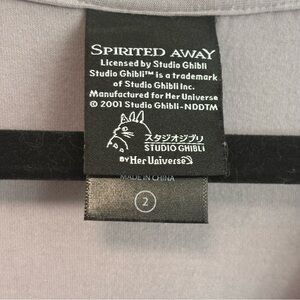 SPIRITED AWAY
Licensed by Studio Ghibli
Studio Ghibli™ is a trademark
of Studio Ghibli Inc.
Manufactured for Her Universe
© 2001 Studio Ghibli - NDDTM
スタジオジブリ
STUDIO GHIBLI
BY Her Universe
MADE IN CHINA
2